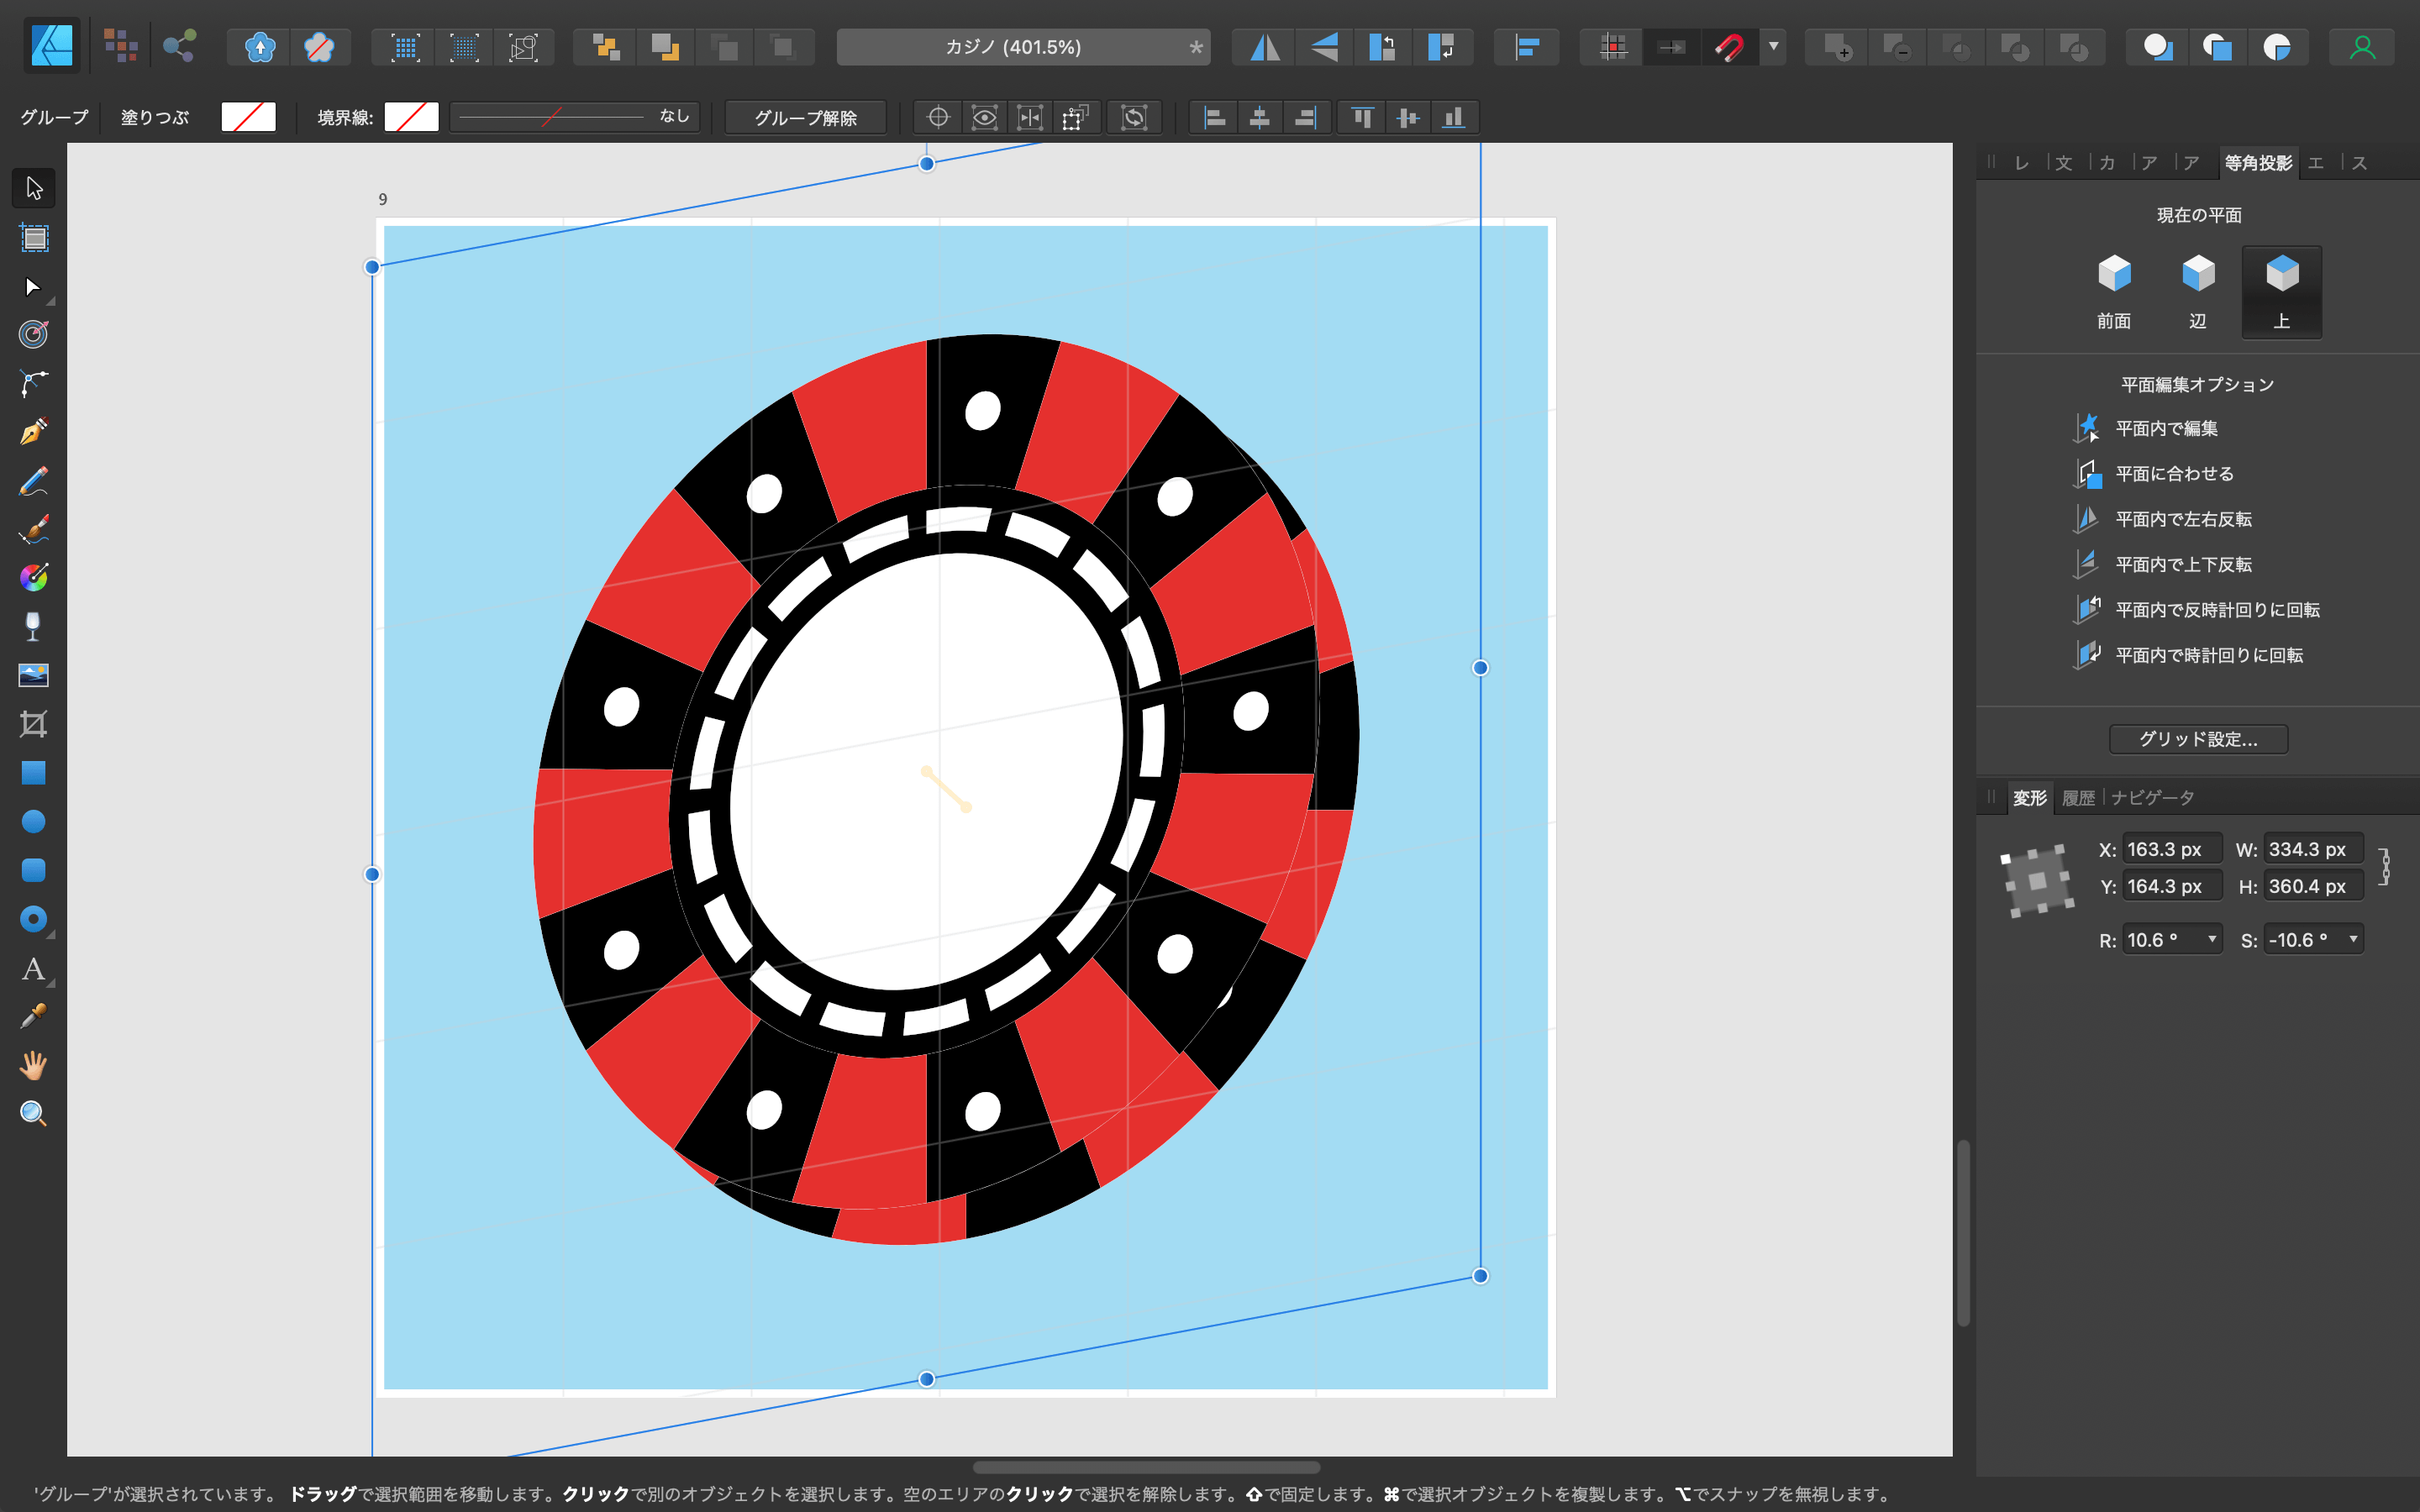 カジノ (401.5%)
*
グループ
塗りつぶ
境界線:
なし
グループ解除
9
レ
文
カ
ア
ア
等角投影
エ
ス
現在の平面
前面
辺
上
平面編集オプション
平面内で編集
平面に合わせる
平面内で左右反転
平面内で上下反転
平面内で反時計回りに回転
平面内で時計回りに回転
グリッド設定...
変形
履歴
ナビゲータ
X: 163.3 px W: 334.3 px
Y: 164.3 px H: 360.4 px
R: 10.6 ° S: -10.6 °
A
'グループ'が選択されています。 ドラッグで選択範囲を移動します。クリックで別のオブジェクトを選択します。空のエリアのクリックで選択を解除します。⇧で固定します。⌘で選択オブジェクトを複製します。⌥でスナップを無視します。